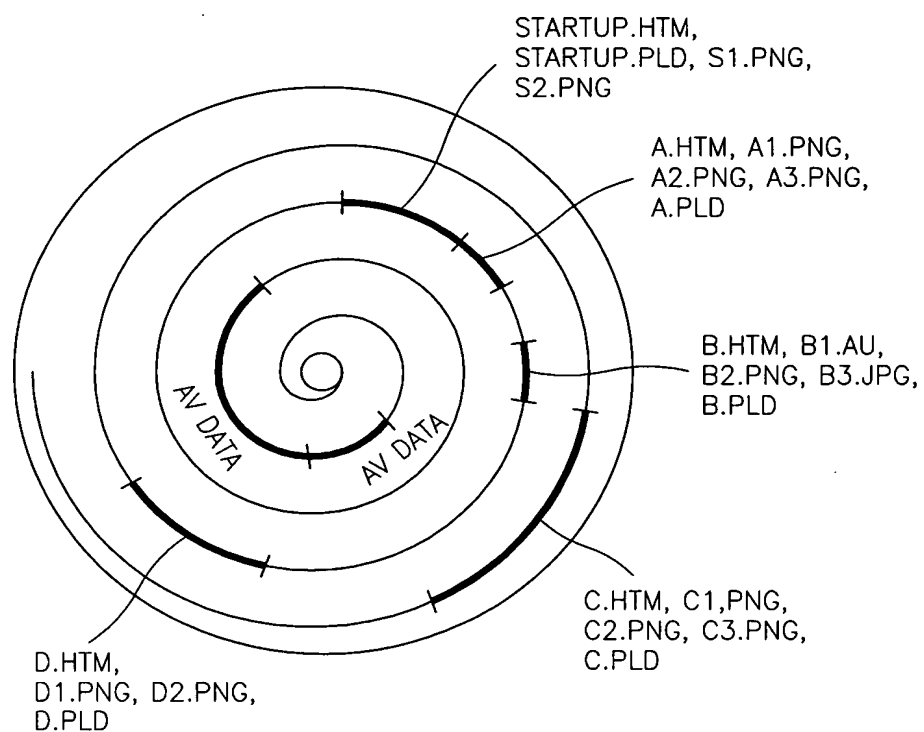 STARTUP.HTM,
STARTUP.PLD, S1.PNG,
S2.PNG
A.HTM, A1.PNG,
A2.PNG, A3.PNG,
A.PLD
B.HTM, B1.AU,
B2.PNG, B3.JPG,
B.PLD
AV DATA
AV DATA
C.HTM, C1,PNG,
C2.PNG, C3.PNG,
C.PLD
D.HTM,
D1.PNG, D2.PNG,
D.PLD